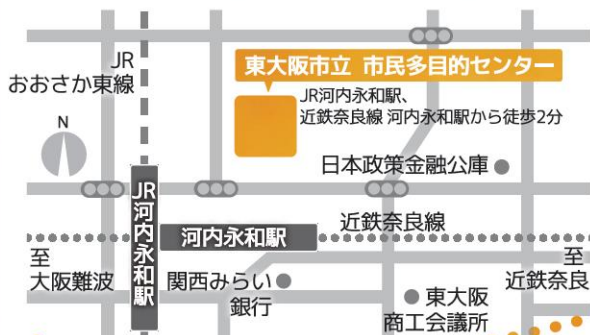 JR
おおさか東線
東大阪市立 市民多目的センター
JR河内永和駅、
近鉄奈良線 河内永和駅から徒歩2分
N
日本政策金融公庫
JR河内永和駅
河内永和駅
近鉄奈良線
至
大阪難波
関西みらい
銀行
東大阪
商工会議所
至
近鉄奈良